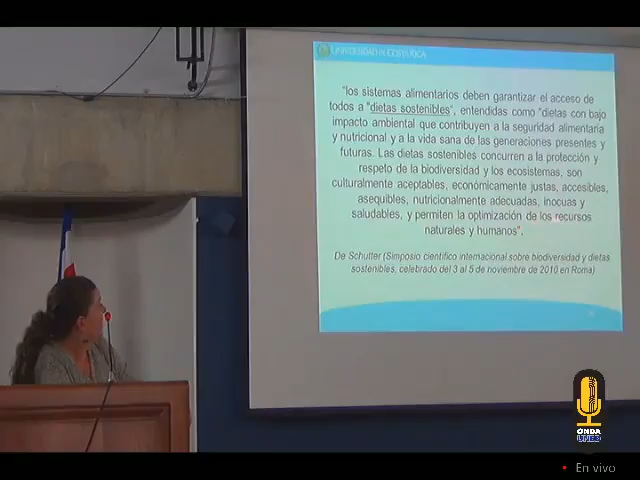 UNIVERSIDAD DE COSTA RICA
"los sistemas alimentarios deben garantizar el acceso de
todos a "dietas sostenibles", entendidas como "dietas con bajo
impacto ambiental que contribuyen a la seguridad alimentaria
y nutricional y a la vida sana de las generaciones presentes y
futuras. Las dietas sostenibles concurren a la protección y
respeto de la biodiversidad y los ecosistemas, son
culturalmente aceptables, económicamente justas, accesibles,
asequibles, nutricionalmente adecuadas, inocuas y
saludables, y permiten la optimización de los recursos
naturales y humanos".
De Schutter (Simposio científico internacional sobre biodiversidad y dietas
sostenibles, celebrado del 3 al 5 de noviembre de 2010 en Roma)
ONDA
UNED
En vivo